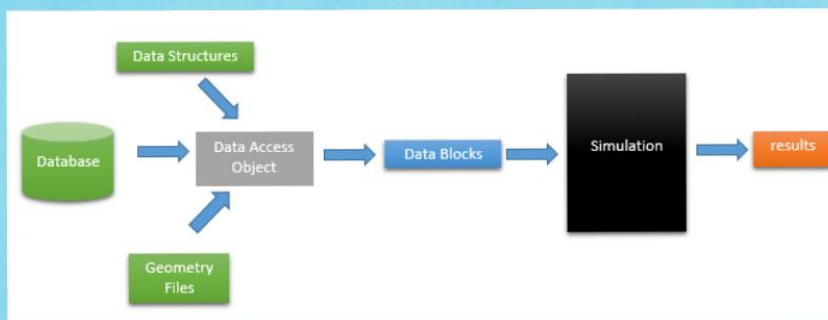 Data Structures
Database
Data Access
Object
Data Blocks
Simulation
results
Geometry
Files